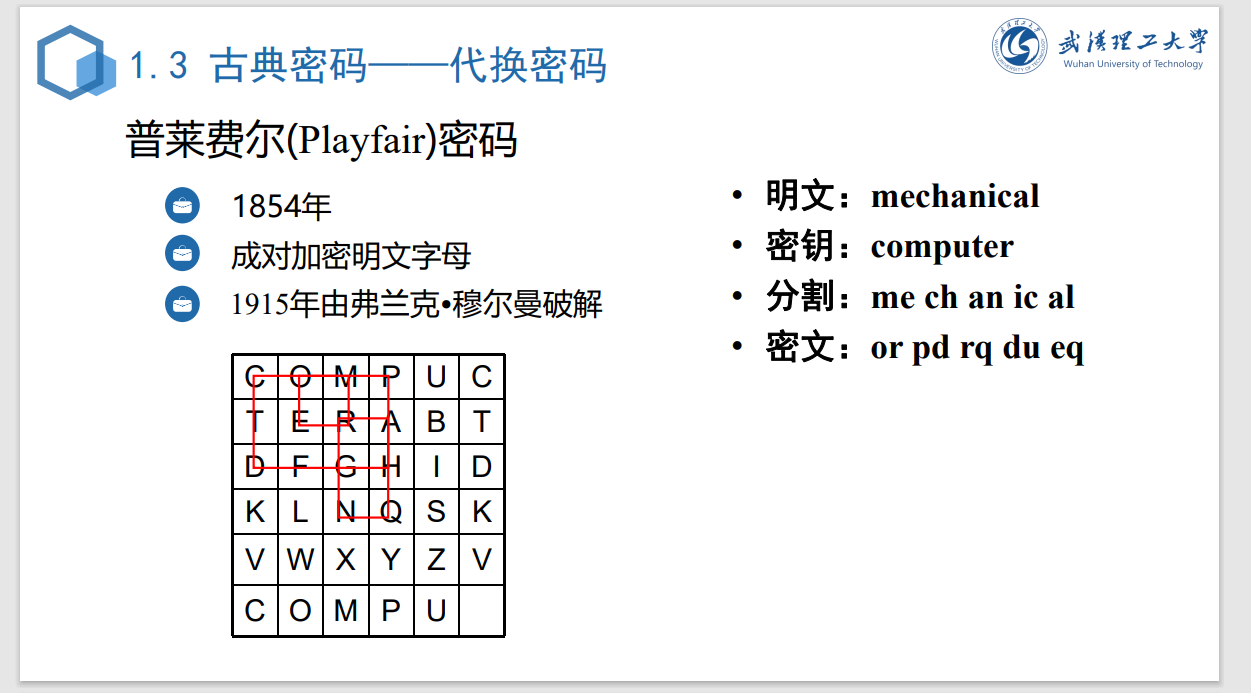 1.3 古典密码——代换密码
武汉理工大学
Wuhan University of Technology
普莱费尔(Playfair)密码
1854年
成对加密明文字母
1915年由弗兰克•穆尔曼破解
• 明文：mechanical
• 密钥：computer
• 分割：me ch an ic al
• 密文：or pd rq du eq
C O M P U C
T E R A B T
D F G H I D
K L N Q S K
V W X Y Z V
C O M P U